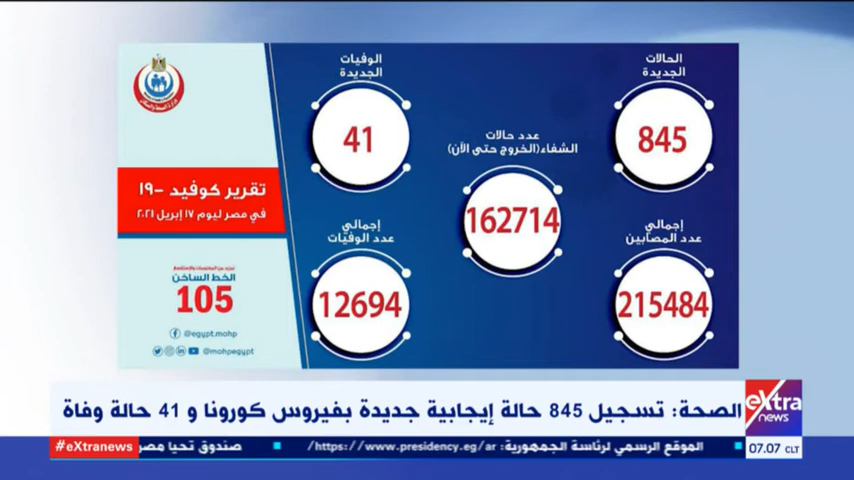 الحالات
الجديدة
845
الوفيات
الجديدة
41
عدد حالات
الشفاء(الخروج حتى الآن)
162714
إجمالي
عدد المصابين
215484
إجمالي
عدد الوفيات
12694
تقرير كوفيد -١٩
في مصر ليوم ١٧ إبريل ٢٠٢١
الخط الساخن
105
@egypt.mohp
@mohpegypt
الصحة: تسجيل 845 حالة إيجابية جديدة بفيروس كورونا و 41 حالة وفاة
eXtra
news
#eXtranews
الموقع الرسمي لرئاسة الجمهورية: https://www.presidency.eg/ar/
صندوق تحيا مصر
07.07 CLT